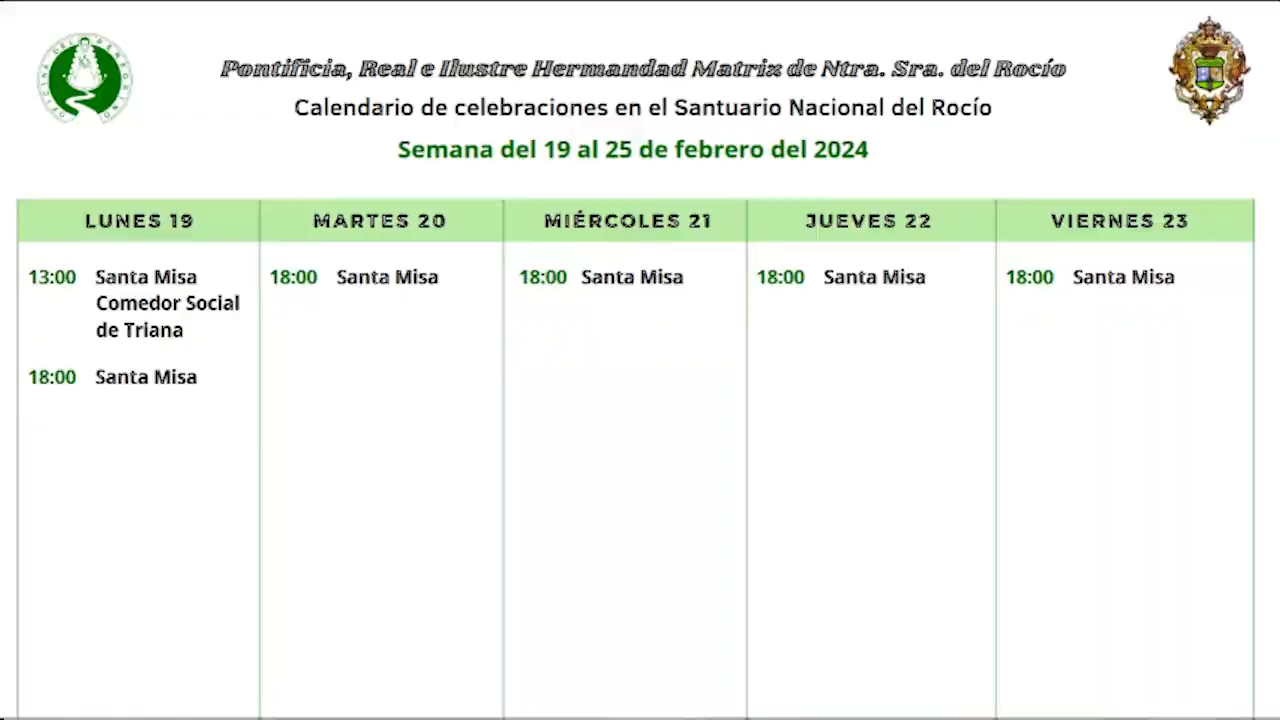 OFICINA DEL PEREGRINO
Pontificia, Real e Ilustre Hermandad Matriz de Ntra. Sra. del Rocío
Calendario de celebraciones en el Santuario Nacional del Rocío
Semana del 19 al 25 de febrero del 2024
LUNES 19
13:00 Santa Misa
Comedor Social
de Triana
18:00 Santa Misa
MARTES 20
18:00 Santa Misa
MIÉRCOLES 21
18:00 Santa Misa
JUEVES 22
18:00 Santa Misa
VIERNES 23
18:00 Santa Misa